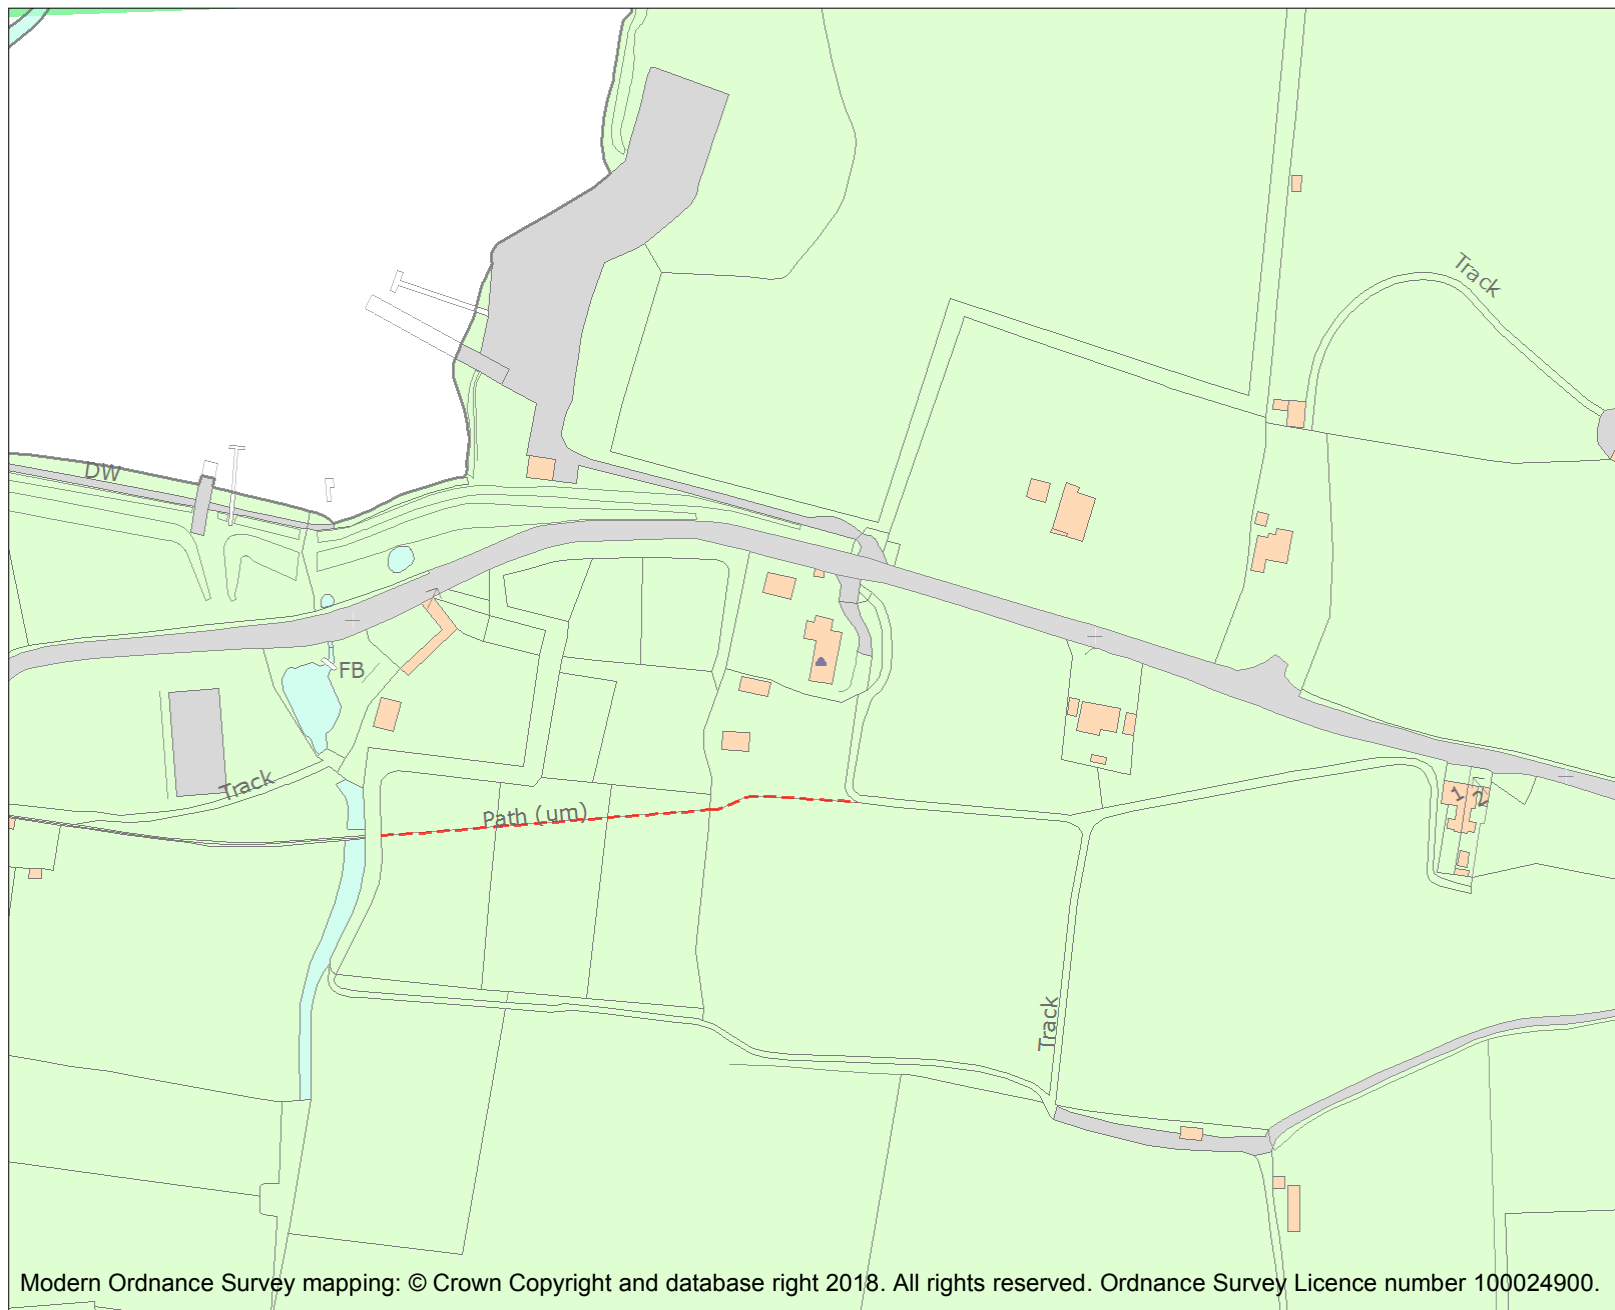 Track
DW
FB
Track
1
2
Path (um)
Track
Modern Ordnance Survey mapping: © Crown Copyright and database right 2018. All rights reserved. Ordnance Survey Licence number 100024900.